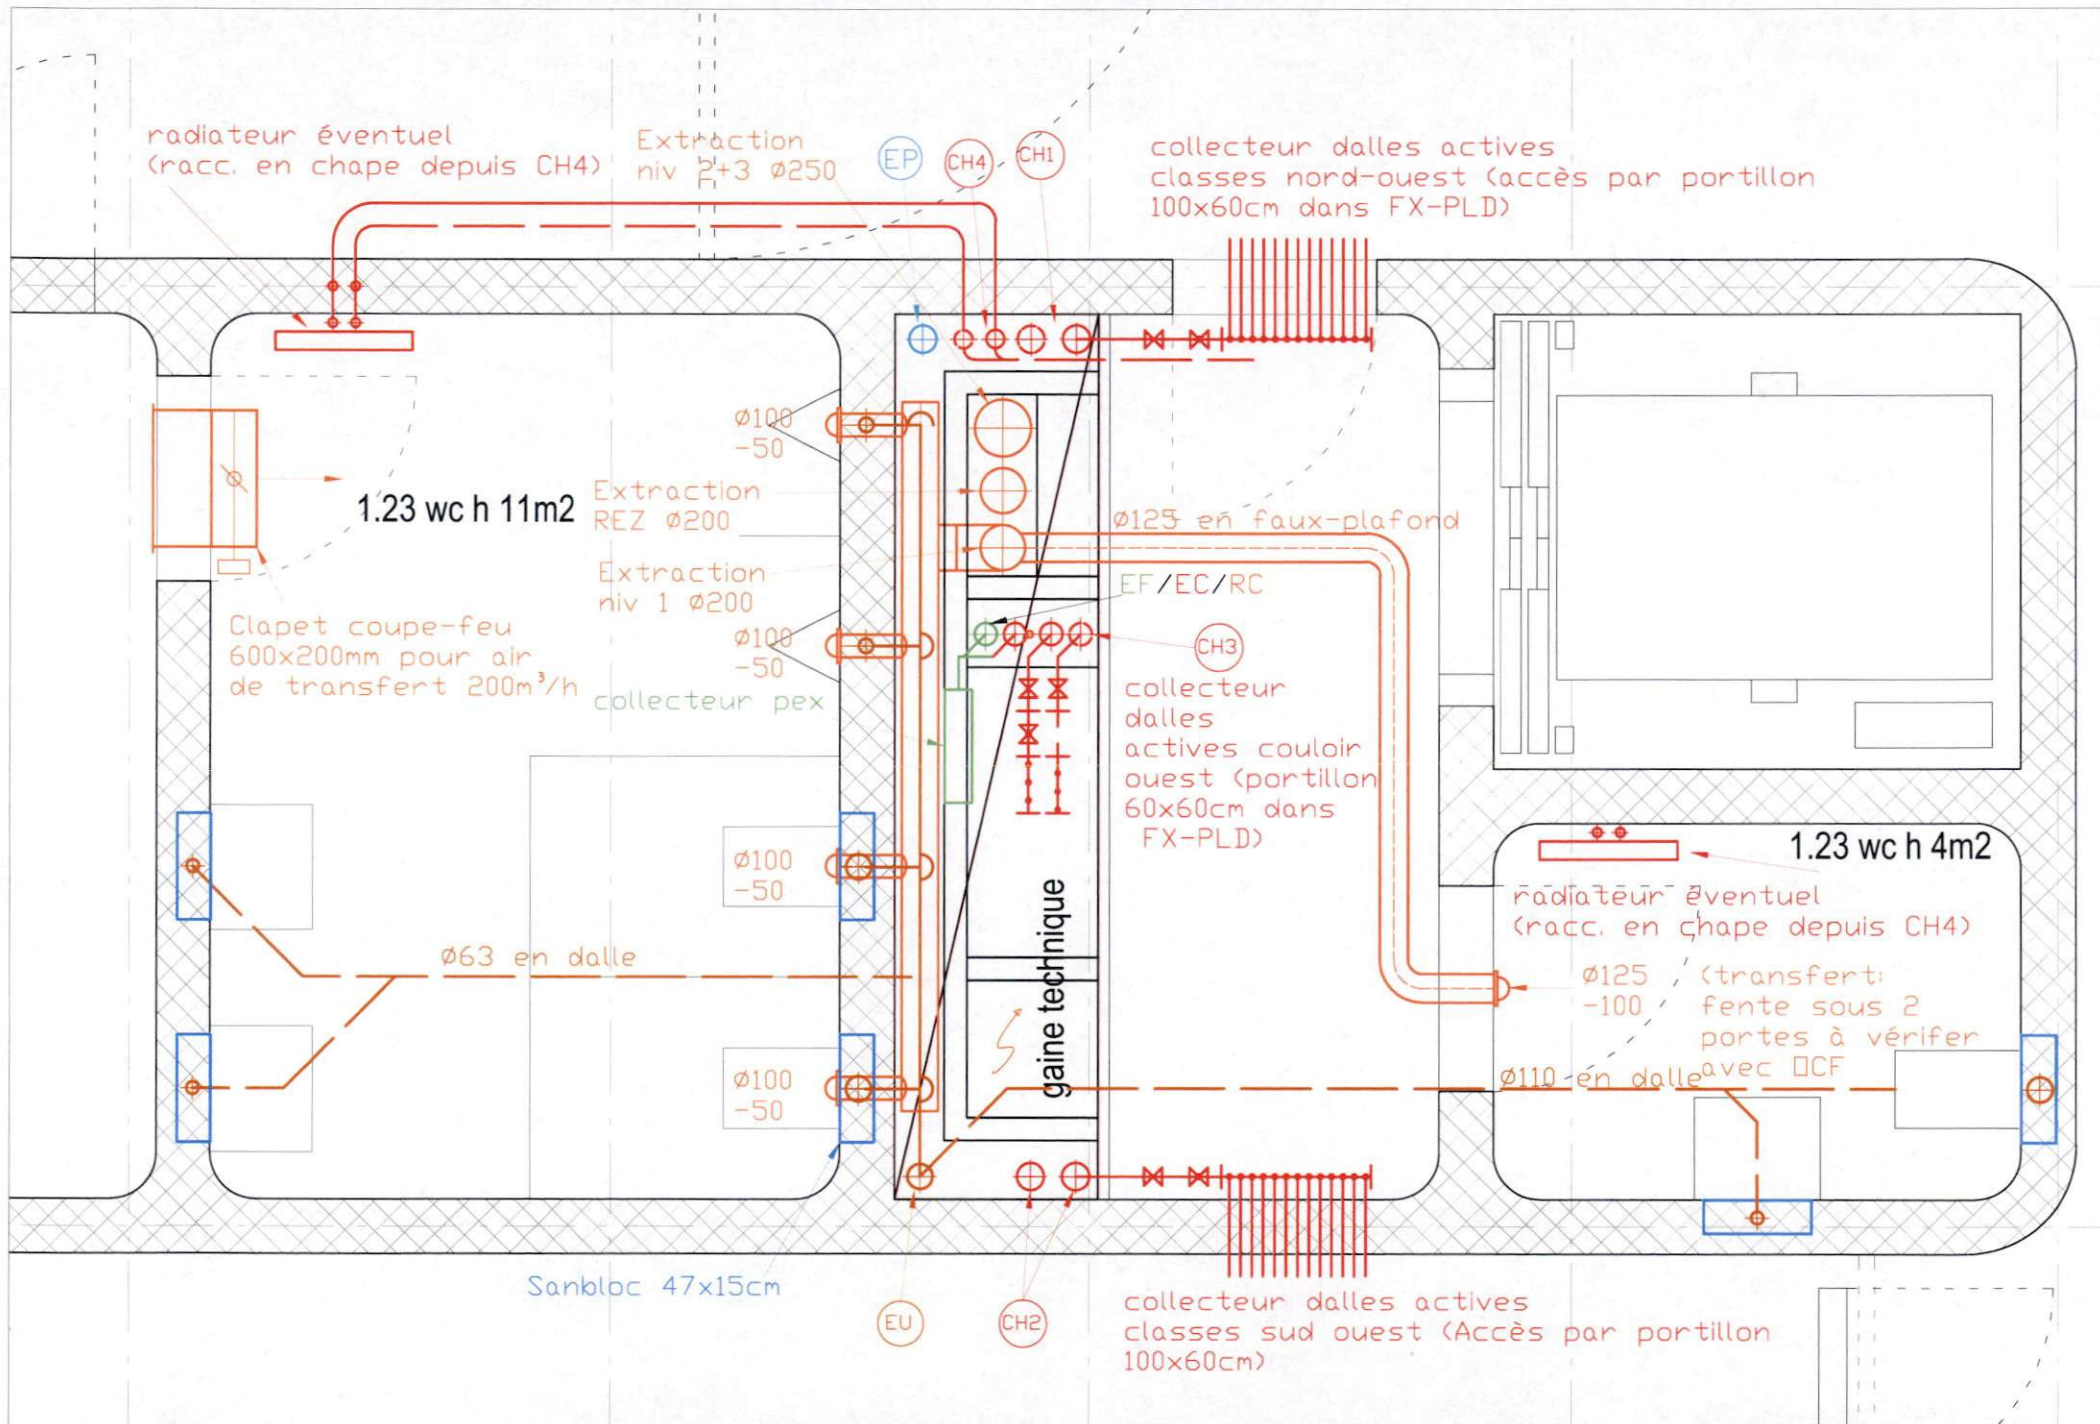 radiateur éventuel
(racc. en chape depuis CH4)
Extraction
niv 2+3 ø250
EP
CH4
CH1
collecteur dalles actives
classes nord-ouest (accès par portillon
100x60cm dans FX-PLD)
ø100
-50
1.23 wc h 11m2
Extraction
REZ ø200
ø125 en faux-plafond
Extraction
niv 1 ø200
EF/EC/RC
Clapet coupe-feu
600x200mm pour air
de transfert 200m³/h
ø100
-50
CH3
collecteur pex
collecteur
dalles
actives couloir
ouest (portillon
60x60cm dans
FX-PLD)
1.23 wc h 4m2
ø100
-50
radiateur éventuel
(racc. en chape depuis CH4)
gaine technique
ø63 en dalle
ø125
-100
(transfert:
fente sous 2
portes à vérifer
avec □CF
ø100
-50
ø110 en dalle
Sanbloc 47x15cm
EU
CH2
collecteur dalles actives
classes sud ouest (Accès par portillon
100x60cm)